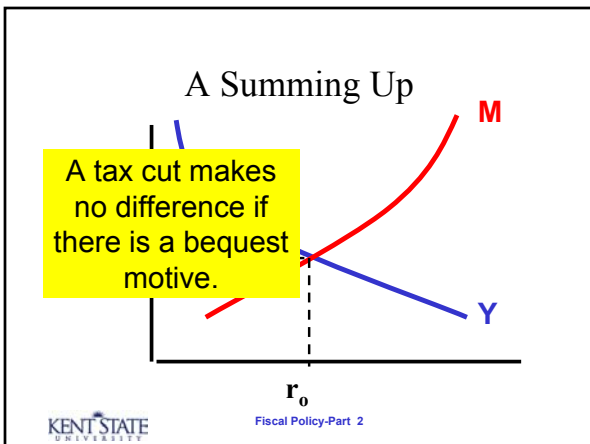 A Summing Up
M
A tax cut makes
no difference if
there is a bequest
motive.
Y
r₀
KENT STATE
UNIVERSITY
Fiscal Policy-Part 2